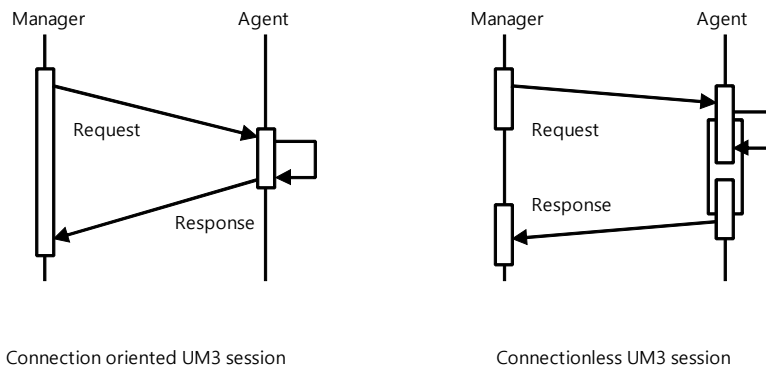 Manager Agent Manager Agent
Request
Request
Response
Response
Connection oriented UM3 session
Connectionless UM3 session